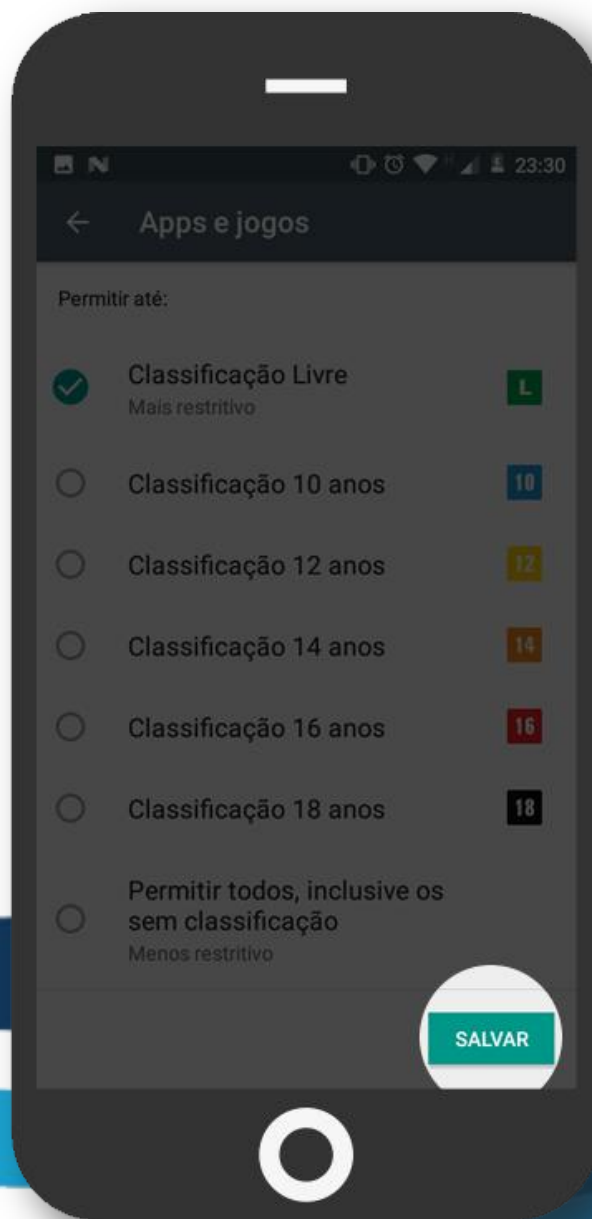 23:30
Apps e jogos
Permitir até:
Classificação Livre
L
Mais restritivo
Classificação 10 anos
10
Classificação 12 anos
12
Classificação 14 anos
14
Classificação 16 anos
16
Classificação 18 anos
18
Permitir todos, inclusive os
sem classificação
Menos restritivo
SALVAR